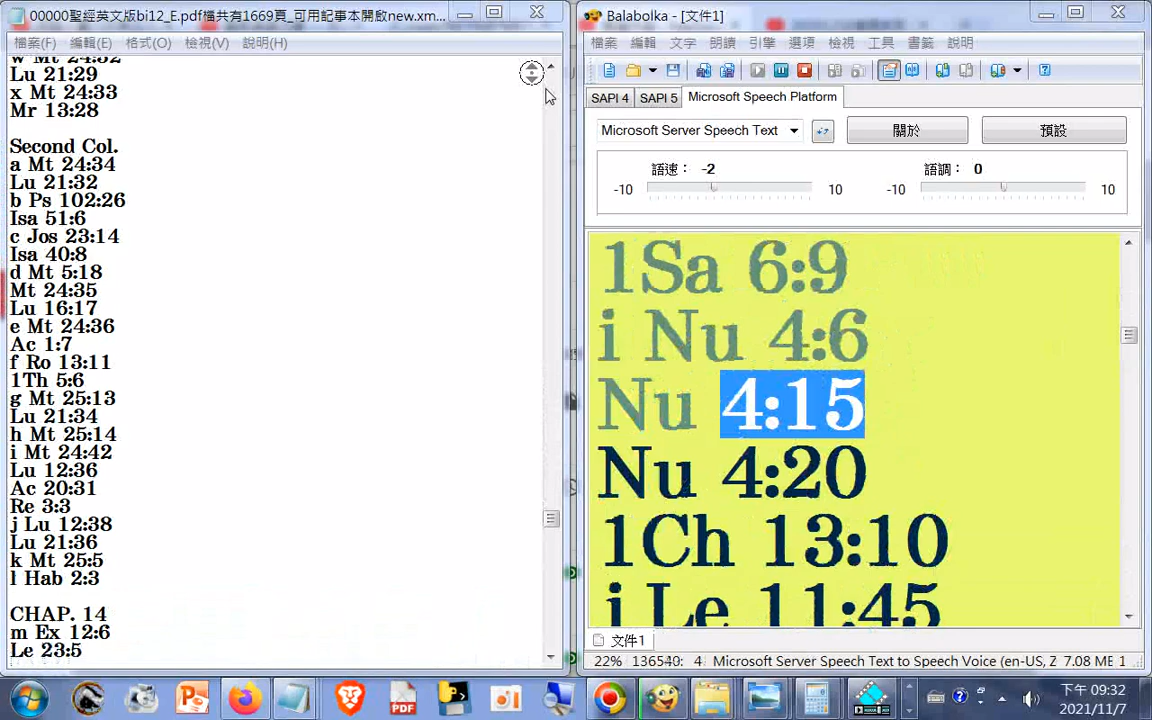 00000聖經英文版bi12_E.pdf檔共有1669頁_可用記事本開啟new.xm...
檔案(F) 編輯(E) 格式(O) 檢視(V) 說明(H)
w Mt 24:32
Lu 21:29
x Mt 24:33
Mr 13:28
Second Col.
a Mt 24:34
Lu 21:32
b Ps 102:26
Isa 51:6
c Jos 23:14
Isa 40:8
d Mt 5:18
Mt 24:35
Lu 16:17
e Mt 24:36
Ac 1:7
f Ro 13:11
1Th 5:6
g Mt 25:13
Lu 21:34
h Mt 25:14
i Mt 24:42
Lu 12:36
Ac 20:31
Re 3:3
j Lu 12:38
Lu 21:36
k Mt 25:5
l Hab 2:3
CHAP. 14
m Ex 12:6
Le 23:5
Balabolka - [文件1]
檔案 編輯 文字 朗讀 引擎 選項 檢視 工具 書籤 說明
SAPI 4 SAPI 5 Microsoft Speech Platform
Microsoft Server Speech Text 關於 預設
語速： -2 語調： 0
-10 10 -10 10
1Sa 6:9
i Nu 4:6
Nu 4:15
Nu 4:20
1Ch 13:10
j Le 11:45
文件1
22% 136540: 4 Microsoft Server Speech Text to Speech Voice (en-US, Z 7.08 ME 1
PDF
下午 09:32
2021/11/7